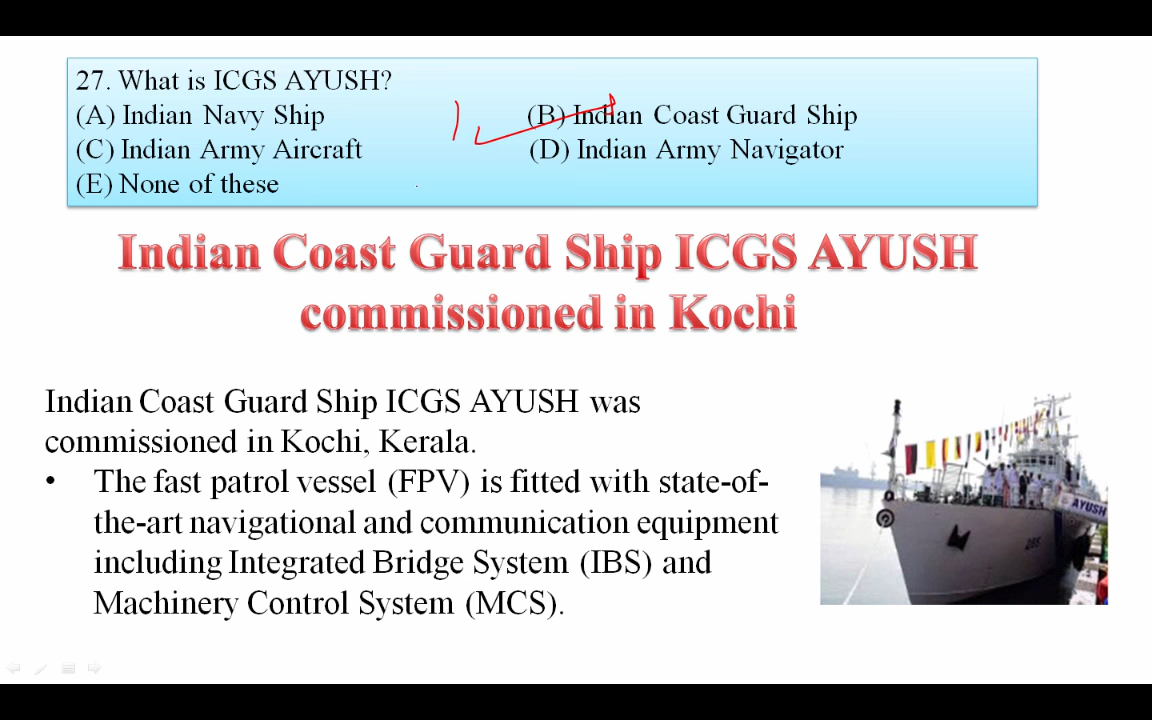 27. What is ICGS AYUSH?
(A) Indian Navy Ship (B) Indian Coast Guard Ship
(C) Indian Army Aircraft (D) Indian Army Navigator
(E) None of these
Indian Coast Guard Ship ICGS AYUSH
commissioned in Kochi
Indian Coast Guard Ship ICGS AYUSH was
commissioned in Kochi, Kerala.
• The fast patrol vessel (FPV) is fitted with state-of-
the-art navigational and communication equipment
including Integrated Bridge System (IBS) and
Machinery Control System (MCS).
AYUSH